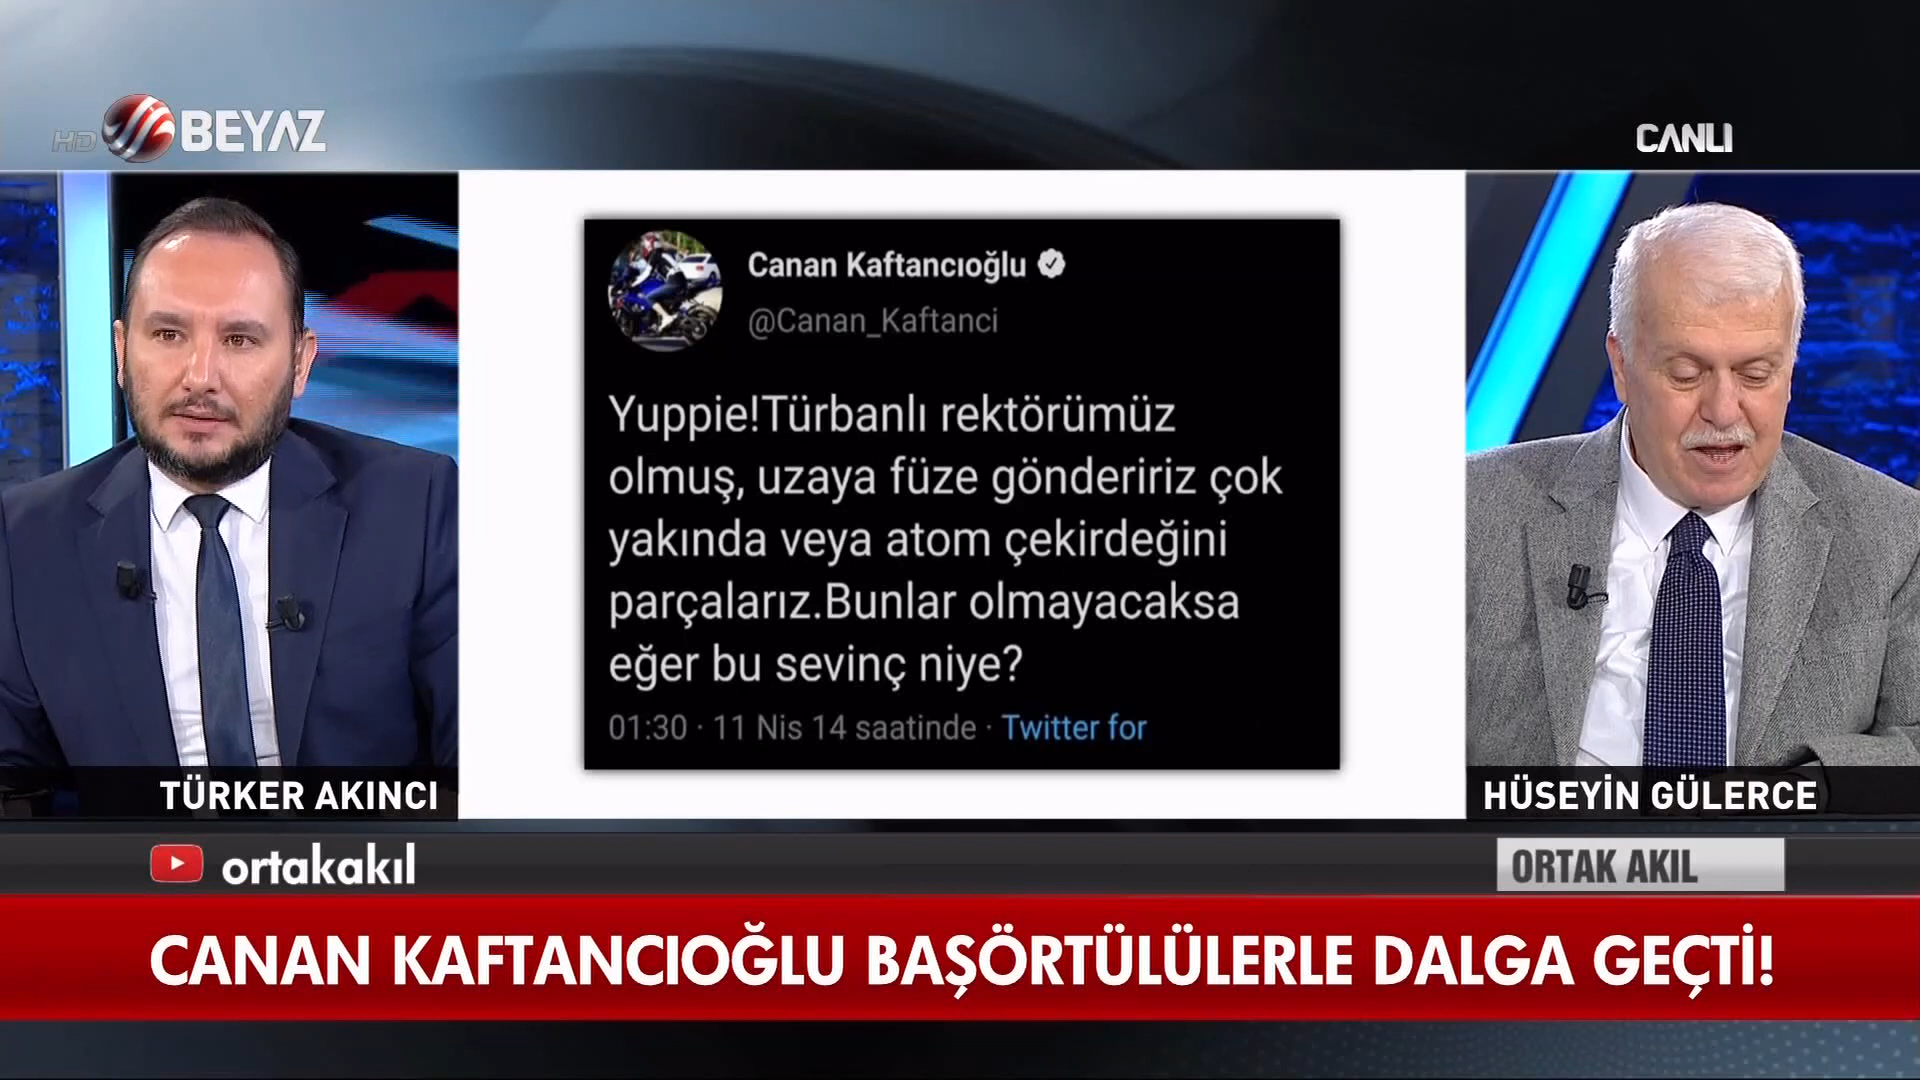 HD BEYAZ
CANLI
Canan Kaftancıoğlu
@Canan_Kaftanci
Yuppie!Türbanlı rektörümüz
olmuş, uzaya füze göndeririz çok
yakında veya atom çekirdeğini
parçalarız.Bunlar olmayacaksa
eğer bu sevinç niye?
01:30 · 11 Nis 14 saatinde · Twitter for
TÜRKER AKINCI
HÜSEYİN GÜLERCE
ortakakıl
ORTAK AKIL
CANAN KAFTANCIOĞLU BAŞÖRTÜLÜLERLE DALGA GEÇTİ!